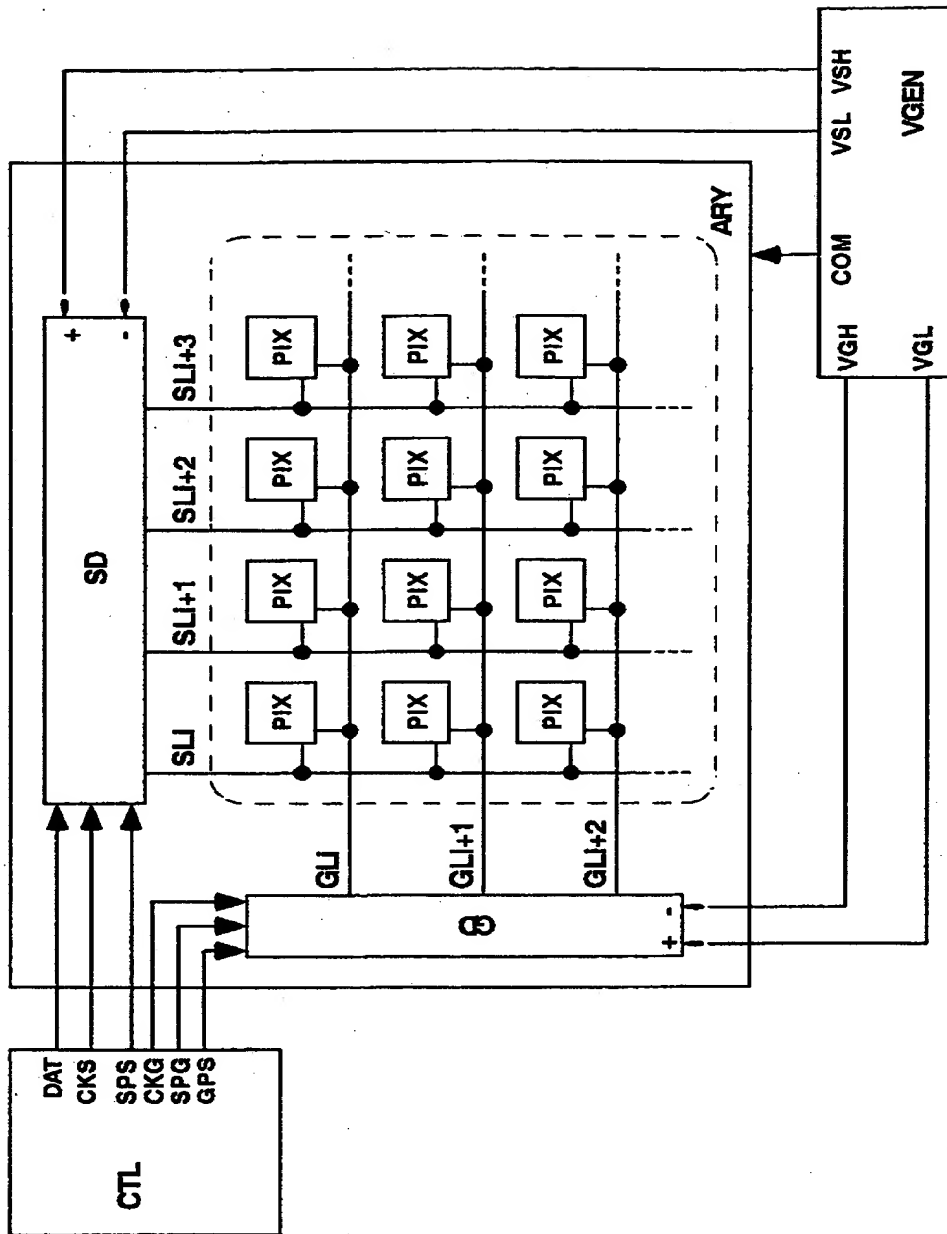 CTL
DAT
CKS
SPS
CKG
SPG
GPS
SD
+
-
SLI
SLI+1
SLI+2
SLI+3
GLI
PIX PIX PIX PIX
GLI+1
PIX PIX PIX PIX
GLI+2
PIX PIX PIX PIX
+
-
ARY
VGH
VGL
COM
VSL
VSH
VGEN